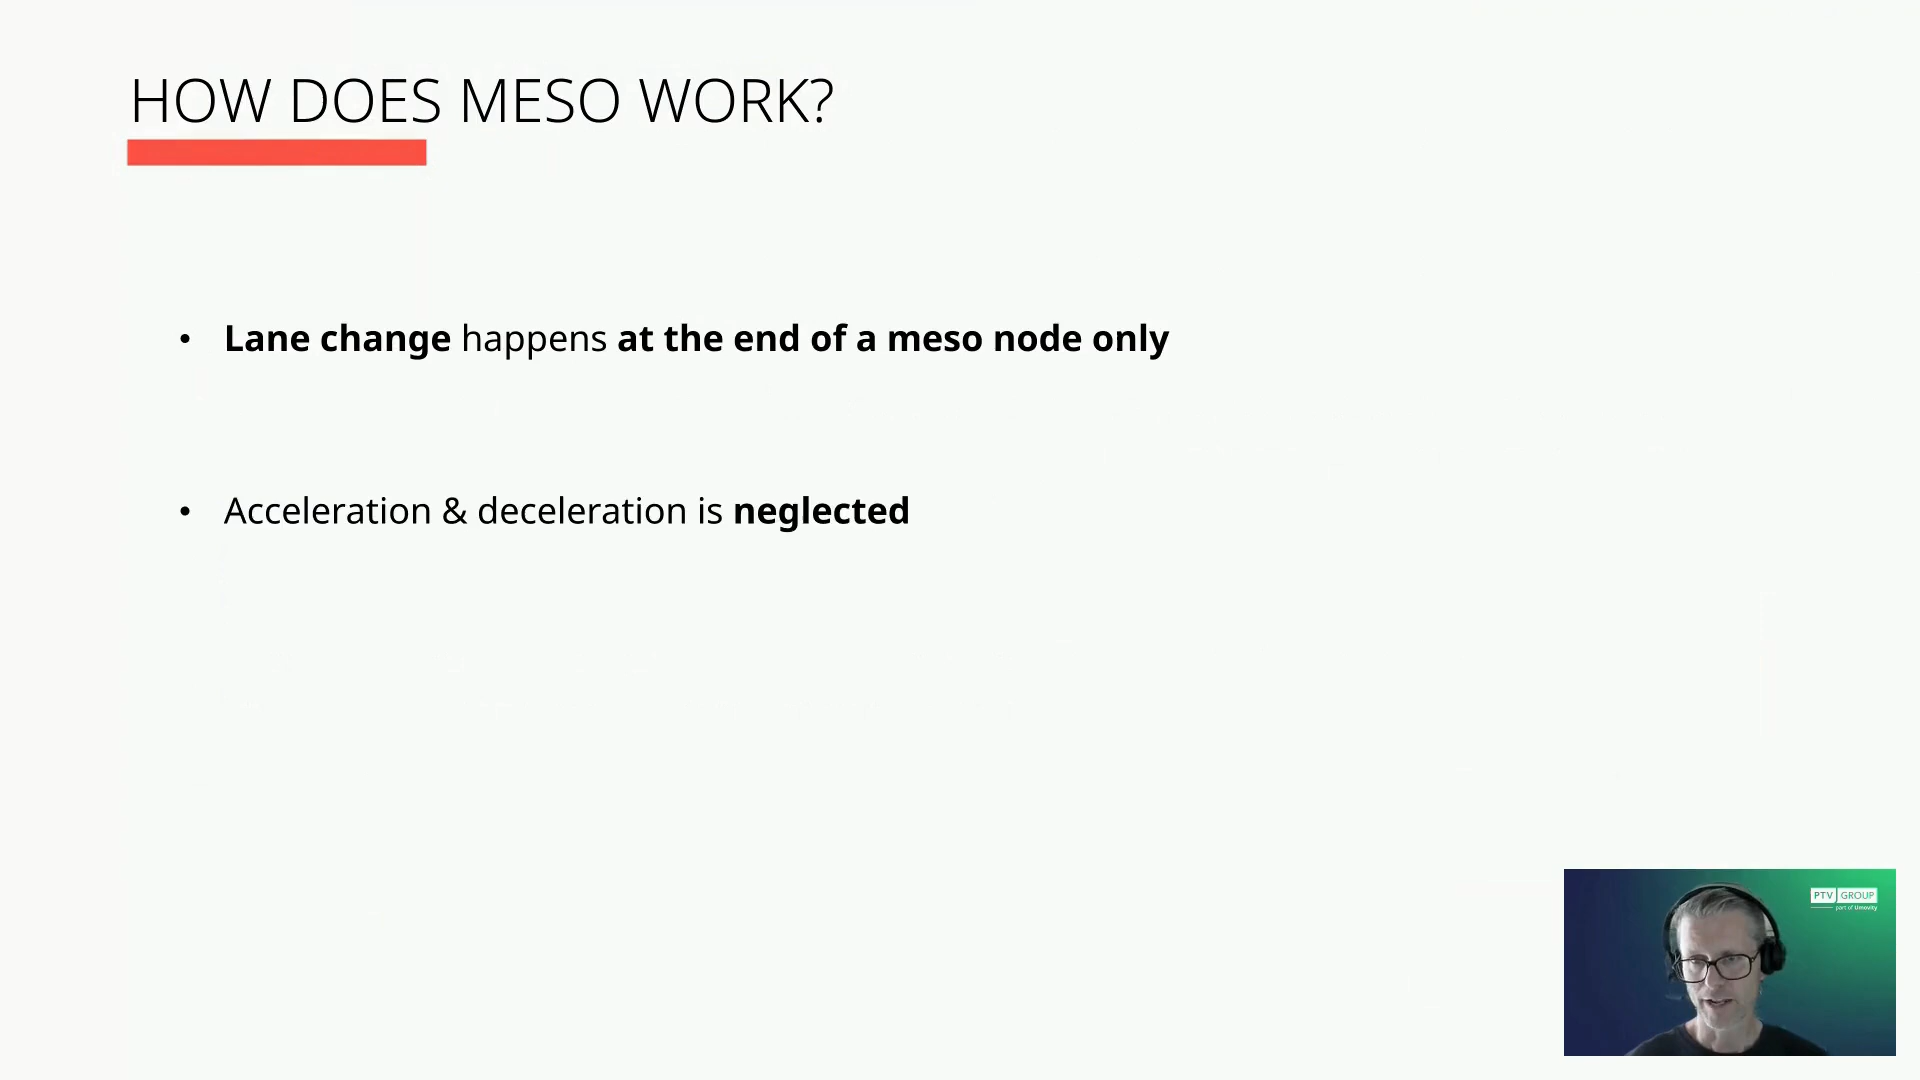 HOW DOES MESO WORK?
• Lane change happens at the end of a meso node only
• Acceleration & deceleration is neglected
PTV GROUP
part of Umovity